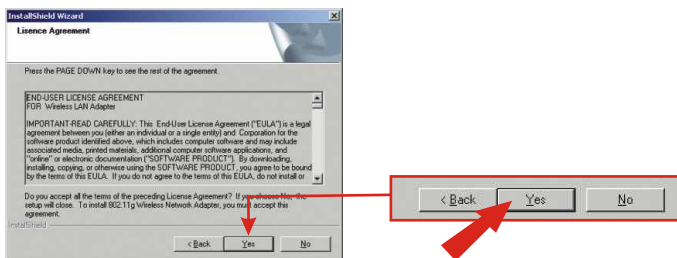 InstallShield Wizard
Lisence Agreement
Press the PAGE DOWN key to see the rest of the agreement.
END-USER LICENSE AGREEMENT
FOR Wireless LAN Adapter
IMPORTANT-READ CAREFULLY: This End-User License Agreement ("EULA") is a legal
agreement between you (either an individual or a single entity) and Corporation for the
software product identified above, which includes computer software and may include
associated media, printed materials, additional computer software applications, and
"online" or electronic documentation ("SOFTWARE PRODUCT"). By downloading,
installing, copying, or otherwise using the SOFTWARE PRODUCT, you agree to be bound
by the terms of this EULA. If you do not agree to the terms of this EULA, do not install or
Do you accept all the terms of the preceding License Agreement? If you choose No, the
setup will close. To install 802.11g Wireless Network Adapter, you must accept this
agreement.
InstallShield
< Back Yes No
< Back Yes No